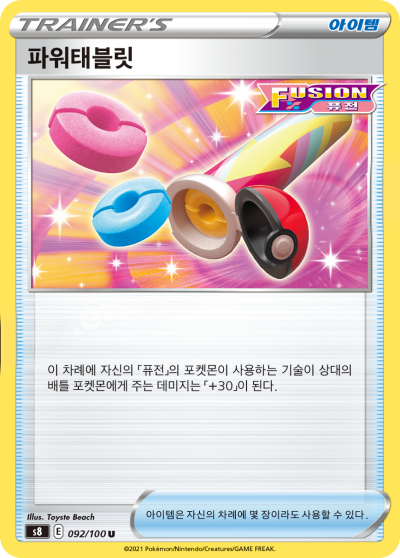 TRAINER'S
아이템
파워태블릿
FUSION
퓨전
이 차례에 자신의 「퓨전」의 포켓몬이 사용하는 기술이 상대의
배틀 포켓몬에게 주는 데미지는 「+30」이 된다.
Illus. Toyste Beach
s8 E 092/100 U
아이템은 자신의 차례에 몇 장이라도 사용할 수 있다.
©2021 Pokémon/Nintendo/Creatures/GAME FREAK.